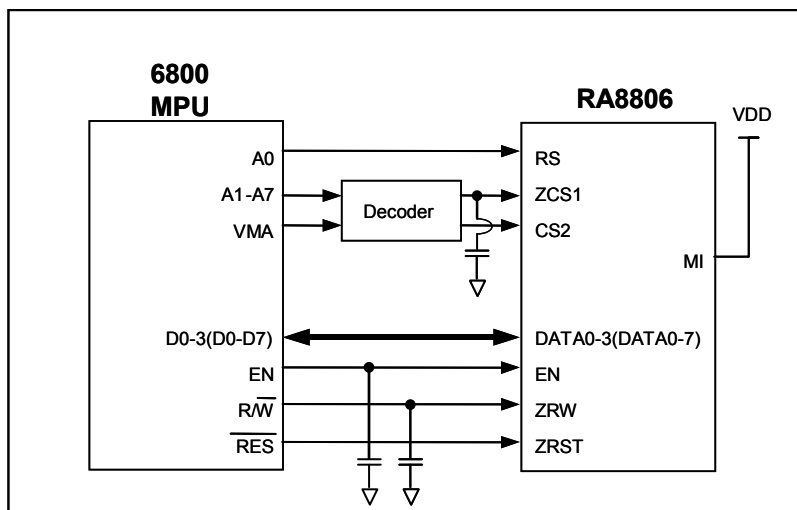 6800
MPU
RA8806
VDD
A0
RS
A1-A7
Decoder
ZCS1
VMA
CS2
MI
D0-3(D0-D7)
DATA0-3(DATA0-7)
EN
EN
R/W̅
ZRW
R̅E̅S̅
ZRST